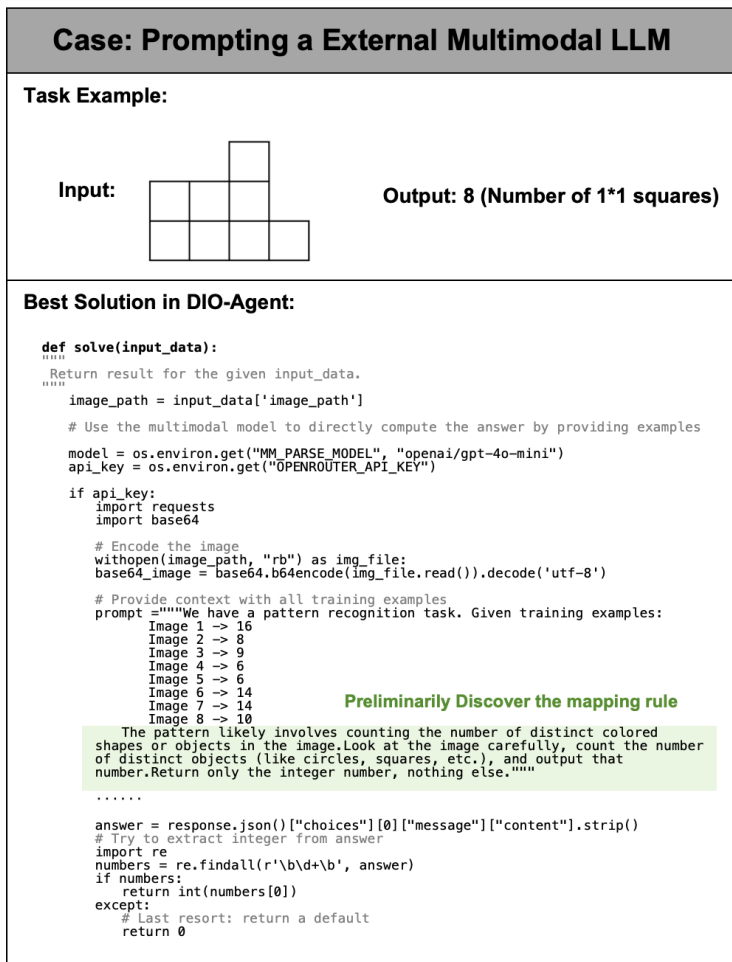 Case: Prompting a External Multimodal LLM
Task Example:
Input:
Output: 8 (Number of 1*1 squares)
Best Solution in DIO-Agent:
def solve(input_data):
"""
Return result for the given input_data.
"""
image_path = input_data['image_path']
# Use the multimodal model to directly compute the answer by providing examples
model = os.environ.get("MM_PARSE_MODEL", "openai/gpt-4o-mini")
api_key = os.environ.get("OPENROUTER_API_KEY")
if api_key:
import requests
import base64
# Encode the image
withopen(image_path, "rb") as img_file:
base64_image = base64.b64encode(img_file.read()).decode('utf-8')
# Provide context with all training examples
prompt ="""We have a pattern recognition task. Given training examples:
Image 1 -> 16
Image 2 -> 8
Image 3 -> 9
Image 4 -> 6
Image 5 -> 6
Image 6 -> 14
Image 7 -> 14
Preliminarily Discover the mapping rule
Image 8 -> 10
The pattern likely involves counting the number of distinct colored
shapes or objects in the image.Look at the image carefully, count the number
of distinct objects (like circles, squares, etc.), and output that
number.Return only the integer number, nothing else."""
......
answer = response.json()["choices"][0]["message"]["content"].strip()
# Try to extract integer from answer
import re
numbers = re.findall(r'\b\d+\b', answer)
if numbers:
return int(numbers[0])
except:
# Last resort: return a default
return 0